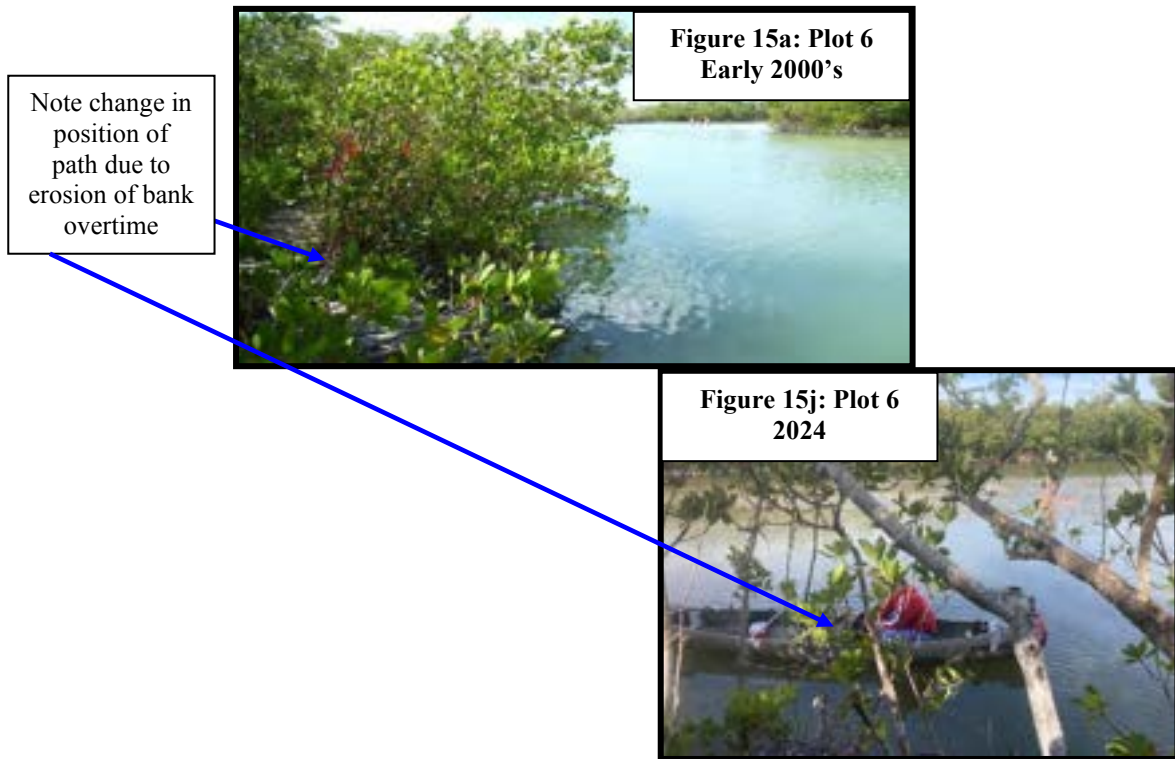 Figure 15a: Plot 6
Early 2000’s
Note change in
position of
path due to
erosion of bank
overtime
Figure 15j: Plot 6
2024